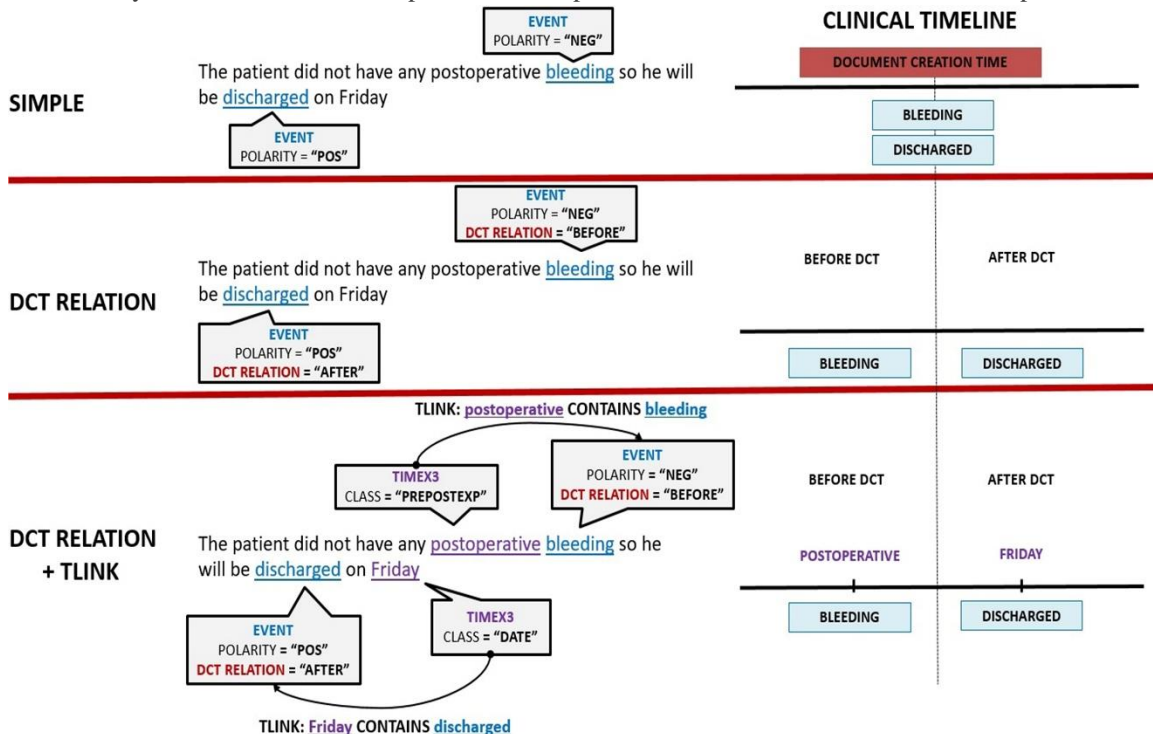 CLINICAL TIMELINE
EVENT
POLARITY = “NEG”
DOCUMENT CREATION TIME
SIMPLE
The patient did not have any postoperative bleeding so he will
be discharged on Friday
BLEEDING
DISCHARGED
EVENT
POLARITY = “POS”
EVENT
POLARITY = “NEG”
DCT RELATION = “BEFORE”
BEFORE DCT
AFTER DCT
DCT RELATION
The patient did not have any postoperative bleeding so he will
be discharged on Friday
EVENT
POLARITY = “POS”
DCT RELATION = “AFTER”
BLEEDING
DISCHARGED
TLINK: postoperative CONTAINS bleeding
TIMEX3
CLASS = “PREPOSTEXP”
EVENT
POLARITY = “NEG”
DCT RELATION = “BEFORE”
BEFORE DCT
AFTER DCT
DCT RELATION
+ TLINK
The patient did not have any postoperative bleeding so he
will be discharged on Friday
POSTOPERATIVE
FRIDAY
BLEEDING
DISCHARGED
EVENT
POLARITY = “POS”
DCT RELATION = “AFTER”
TIMEX3
CLASS = “DATE”
TLINK: Friday CONTAINS discharged